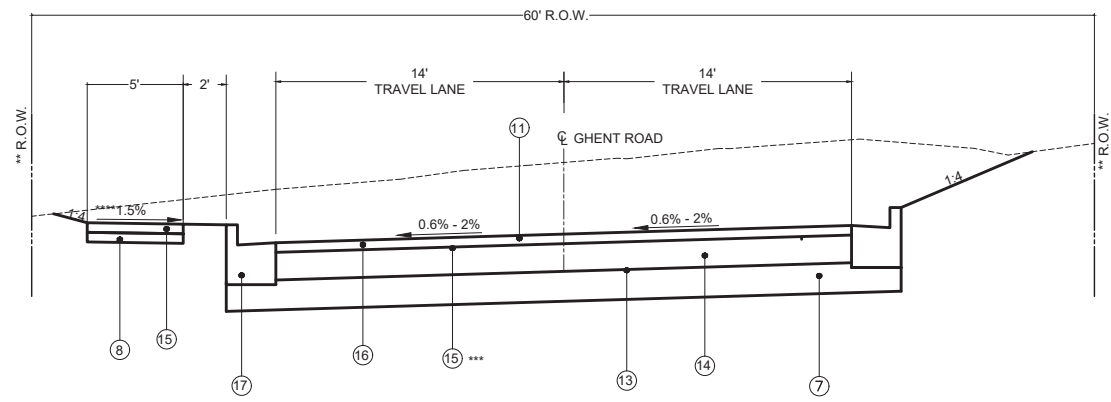 60' R.O.W.
14'
TRAVEL LANE
14'
TRAVEL LANE
5'
2'
** R.O.W.
** R.O.W.
11
℄ GHENT ROAD
1:4
1:4
****1.5%
0.6% - 2%
0.6% - 2%
8
15
17
16
15 ***
13
14
7